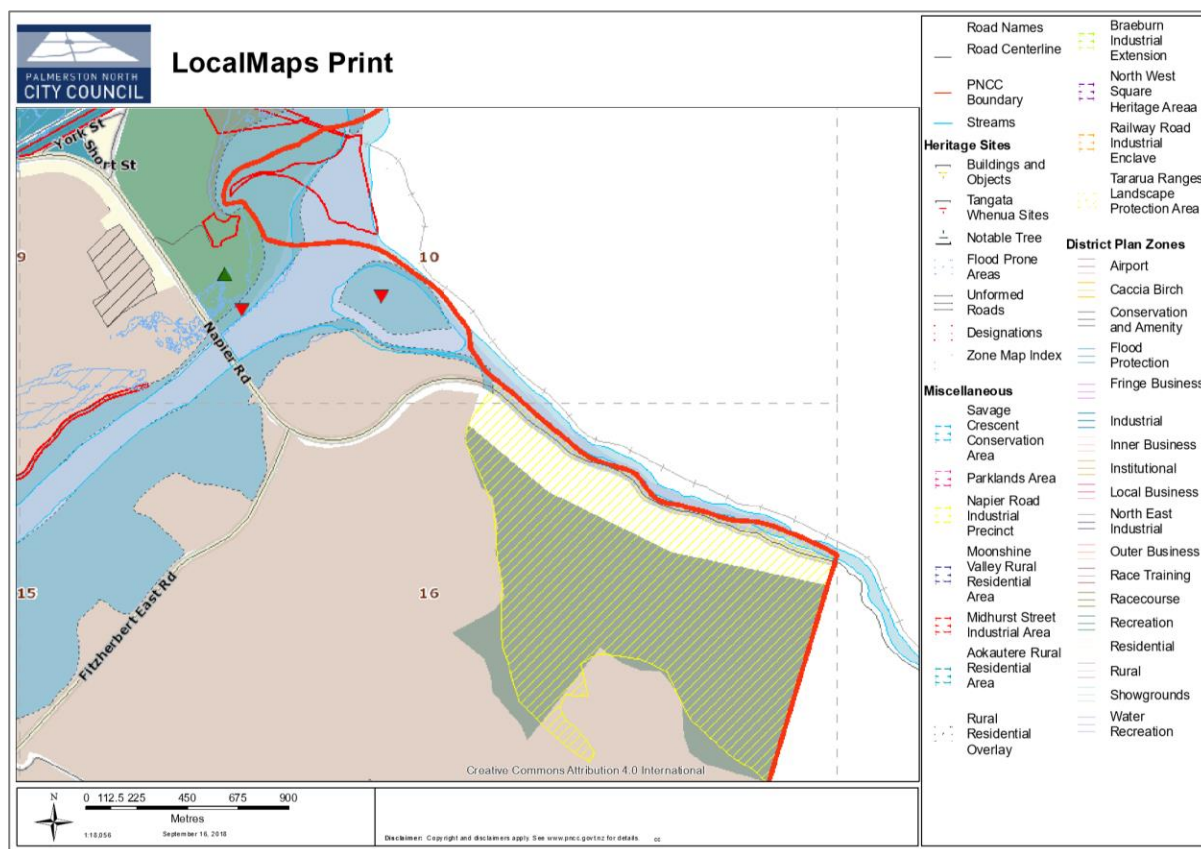 PALMERSTON NORTH
CITY COUNCIL
LocalMaps Print
York St
Short St
9
10
Napier Rd
15
16
Fitzherbert East Rd
Creative Commons Attribution 4.0 International
N
0 112.5 225 450 675 900
Metres
1:18,056
September 16, 2018
Disclaimer: Copyright and disclaimers apply. See www.pncc.govt.nz for details. cc
Road Names
Road Centerline
PNCC
Boundary
Streams
Heritage Sites
Buildings and
Objects
Tangata
Whenua Sites
Notable Tree
Flood Prone
Areas
Unformed
Roads
Designations
Zone Map Index
Miscellaneous
Savage
Crescent
Conservation
Area
Parklands Area
Napier Road
Industrial
Precinct
Moonshine
Valley Rural
Residential
Area
Midhurst Street
Industrial Area
Aokautere Rural
Residential
Area
Rural
Residential
Overlay
Braeburn
Industrial
Extension
North West
Square
Heritage Areaa
Railway Road
Industrial
Enclave
Tararua Ranges
Landscape
Protection Area
District Plan Zones
Airport
Caccia Birch
Conservation
and Amenity
Flood
Protection
Fringe Business
Industrial
Inner Business
Institutional
Local Business
North East
Industrial
Outer Business
Race Training
Racecourse
Recreation
Residential
Rural
Showgrounds
Water
Recreation